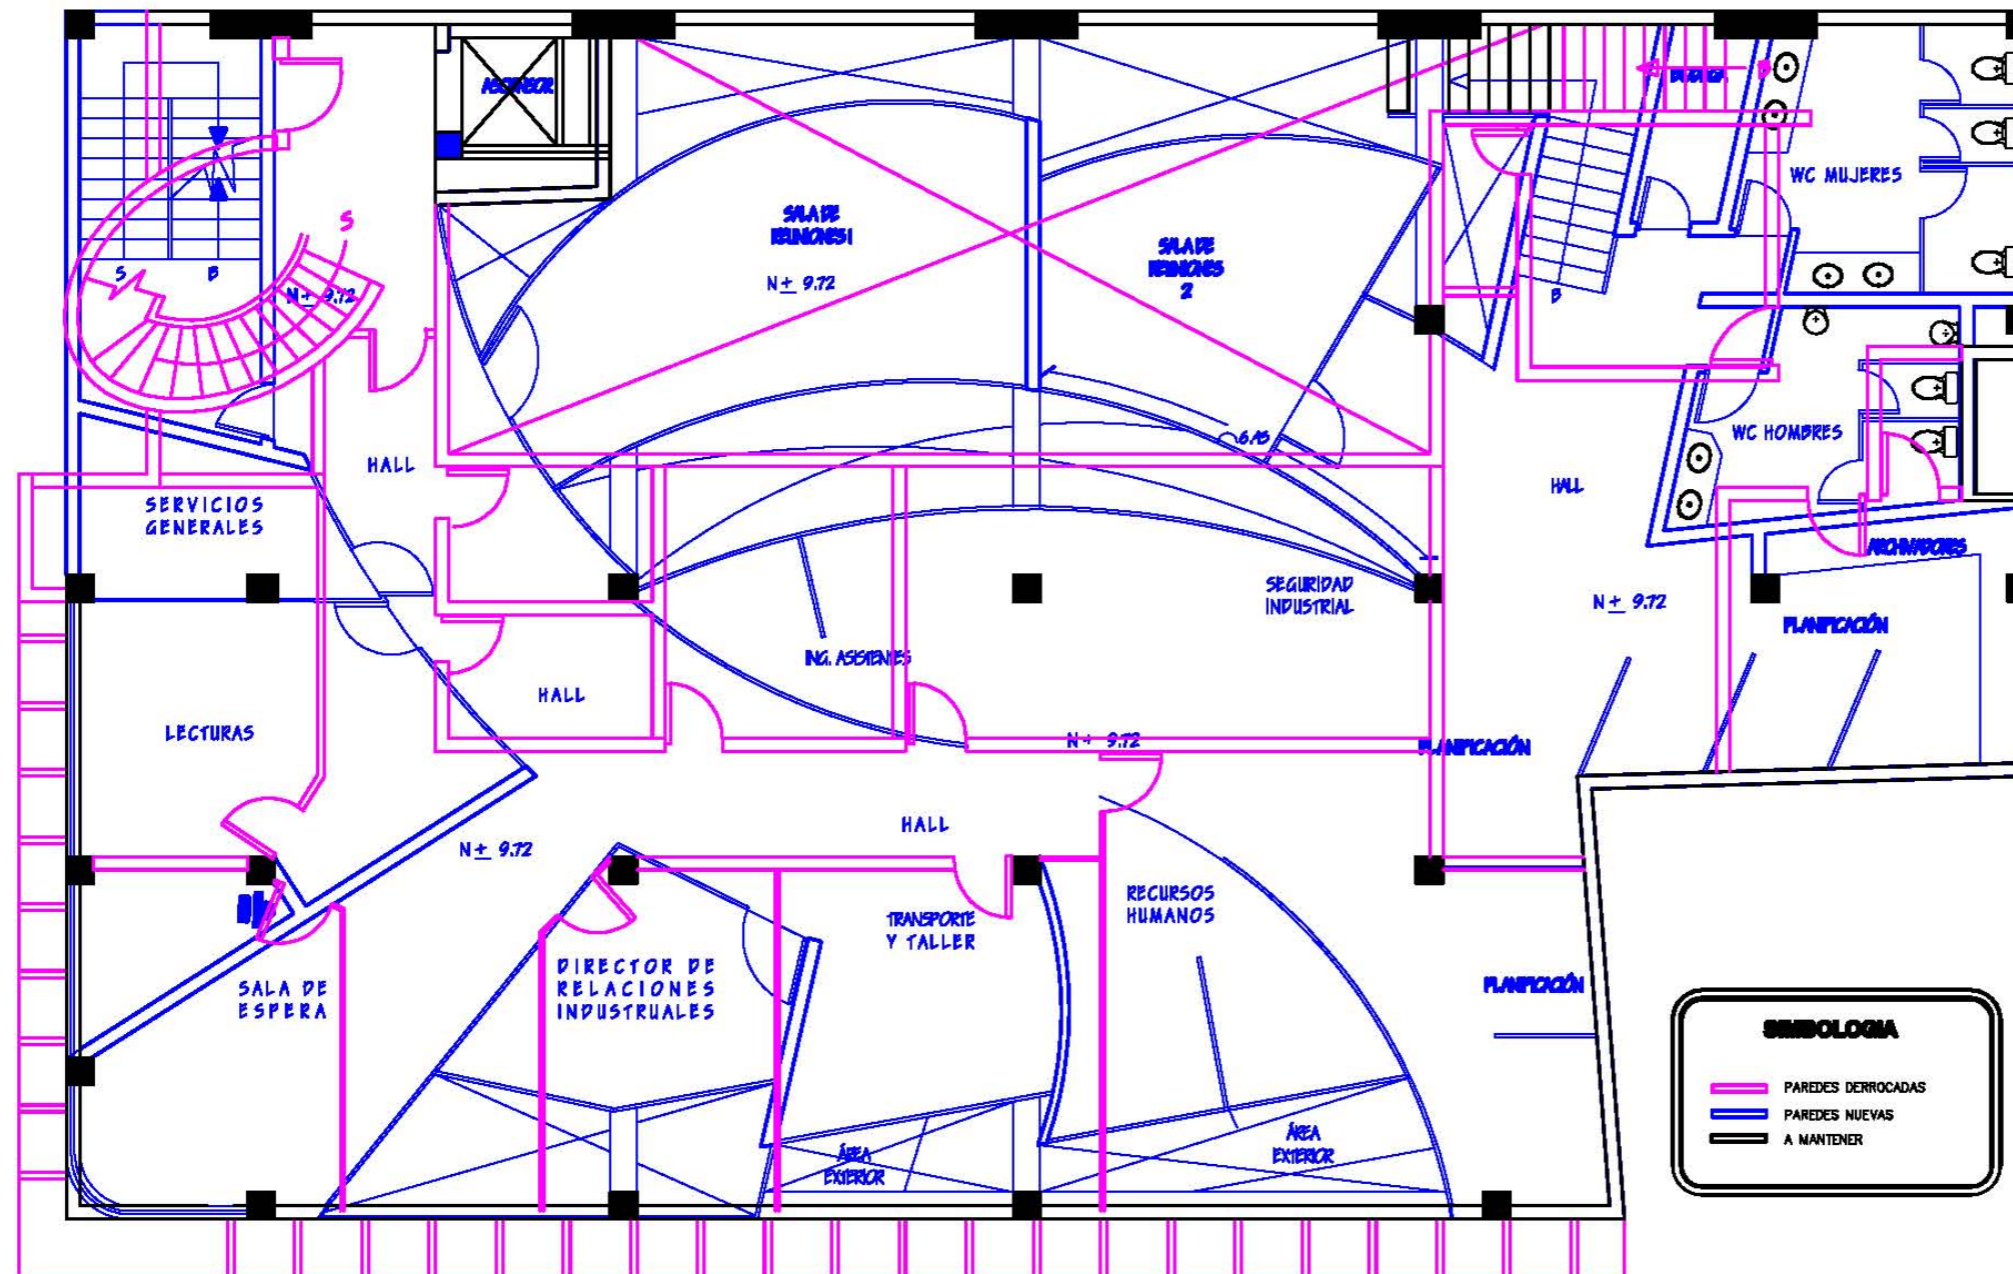 ASCENSOR
BODEGA
WC MUJERES
S
SALA DE
REUNIONES 1
N ± 9.72
SALA DE
REUNIONES
2
S
B
N ± 9.72
B
WC HOMBRES
6.15
HALL
HALL
SERVICIOS
GENERALES
ARCHIVADORES
SEGURIDAD
INDUSTRIAL
N ± 9.72
PLANIFICACIÓN
ING. ASISTENTES
HALL
LECTURAS
N ± 9.72
PLANIFICACIÓN
HALL
N ± 9.72
RECURSOS
HUMANOS
TRANSPORTE
Y TALLER
DIRECTOR DE
RELACIONES
INDUSTRUALES
SALA DE
ESPERA
PLANIFICACIÓN
ÁREA
EXTERIOR
ÁREA
EXTERIOR
SIMBOLOGIA
PAREDES DERROCADAS
PAREDES NUEVAS
A MANTENER